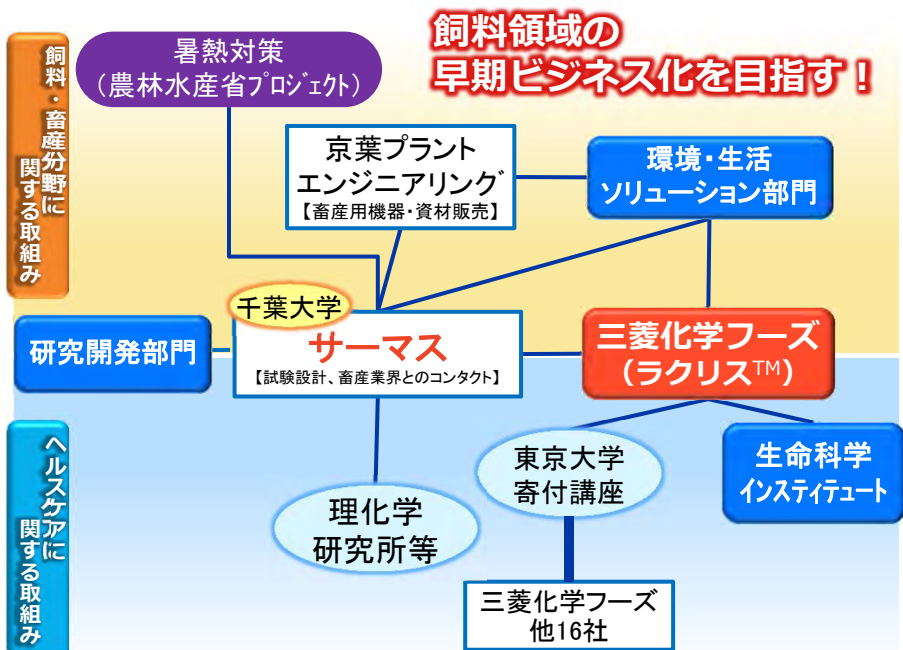 飼料領域の
早期ビジネス化を目指す！
飼料・畜産分野に
関する取組み
暑熱対策
（農林水産省プロジェクト）
京葉プラント
エンジニアリング
【畜産用機器・資材販売】
環境・生活
ソリューション部門
千葉大学
研究開発部門
サーマス
【試験設計、畜産業界とのコンタクト】
三菱化学フーズ
（ラクリス™）
ヘルスケアに
関する取組み
理化学
研究所等
東京大学
寄付講座
生命科学
インスティテュート
三菱化学フーズ
他16社